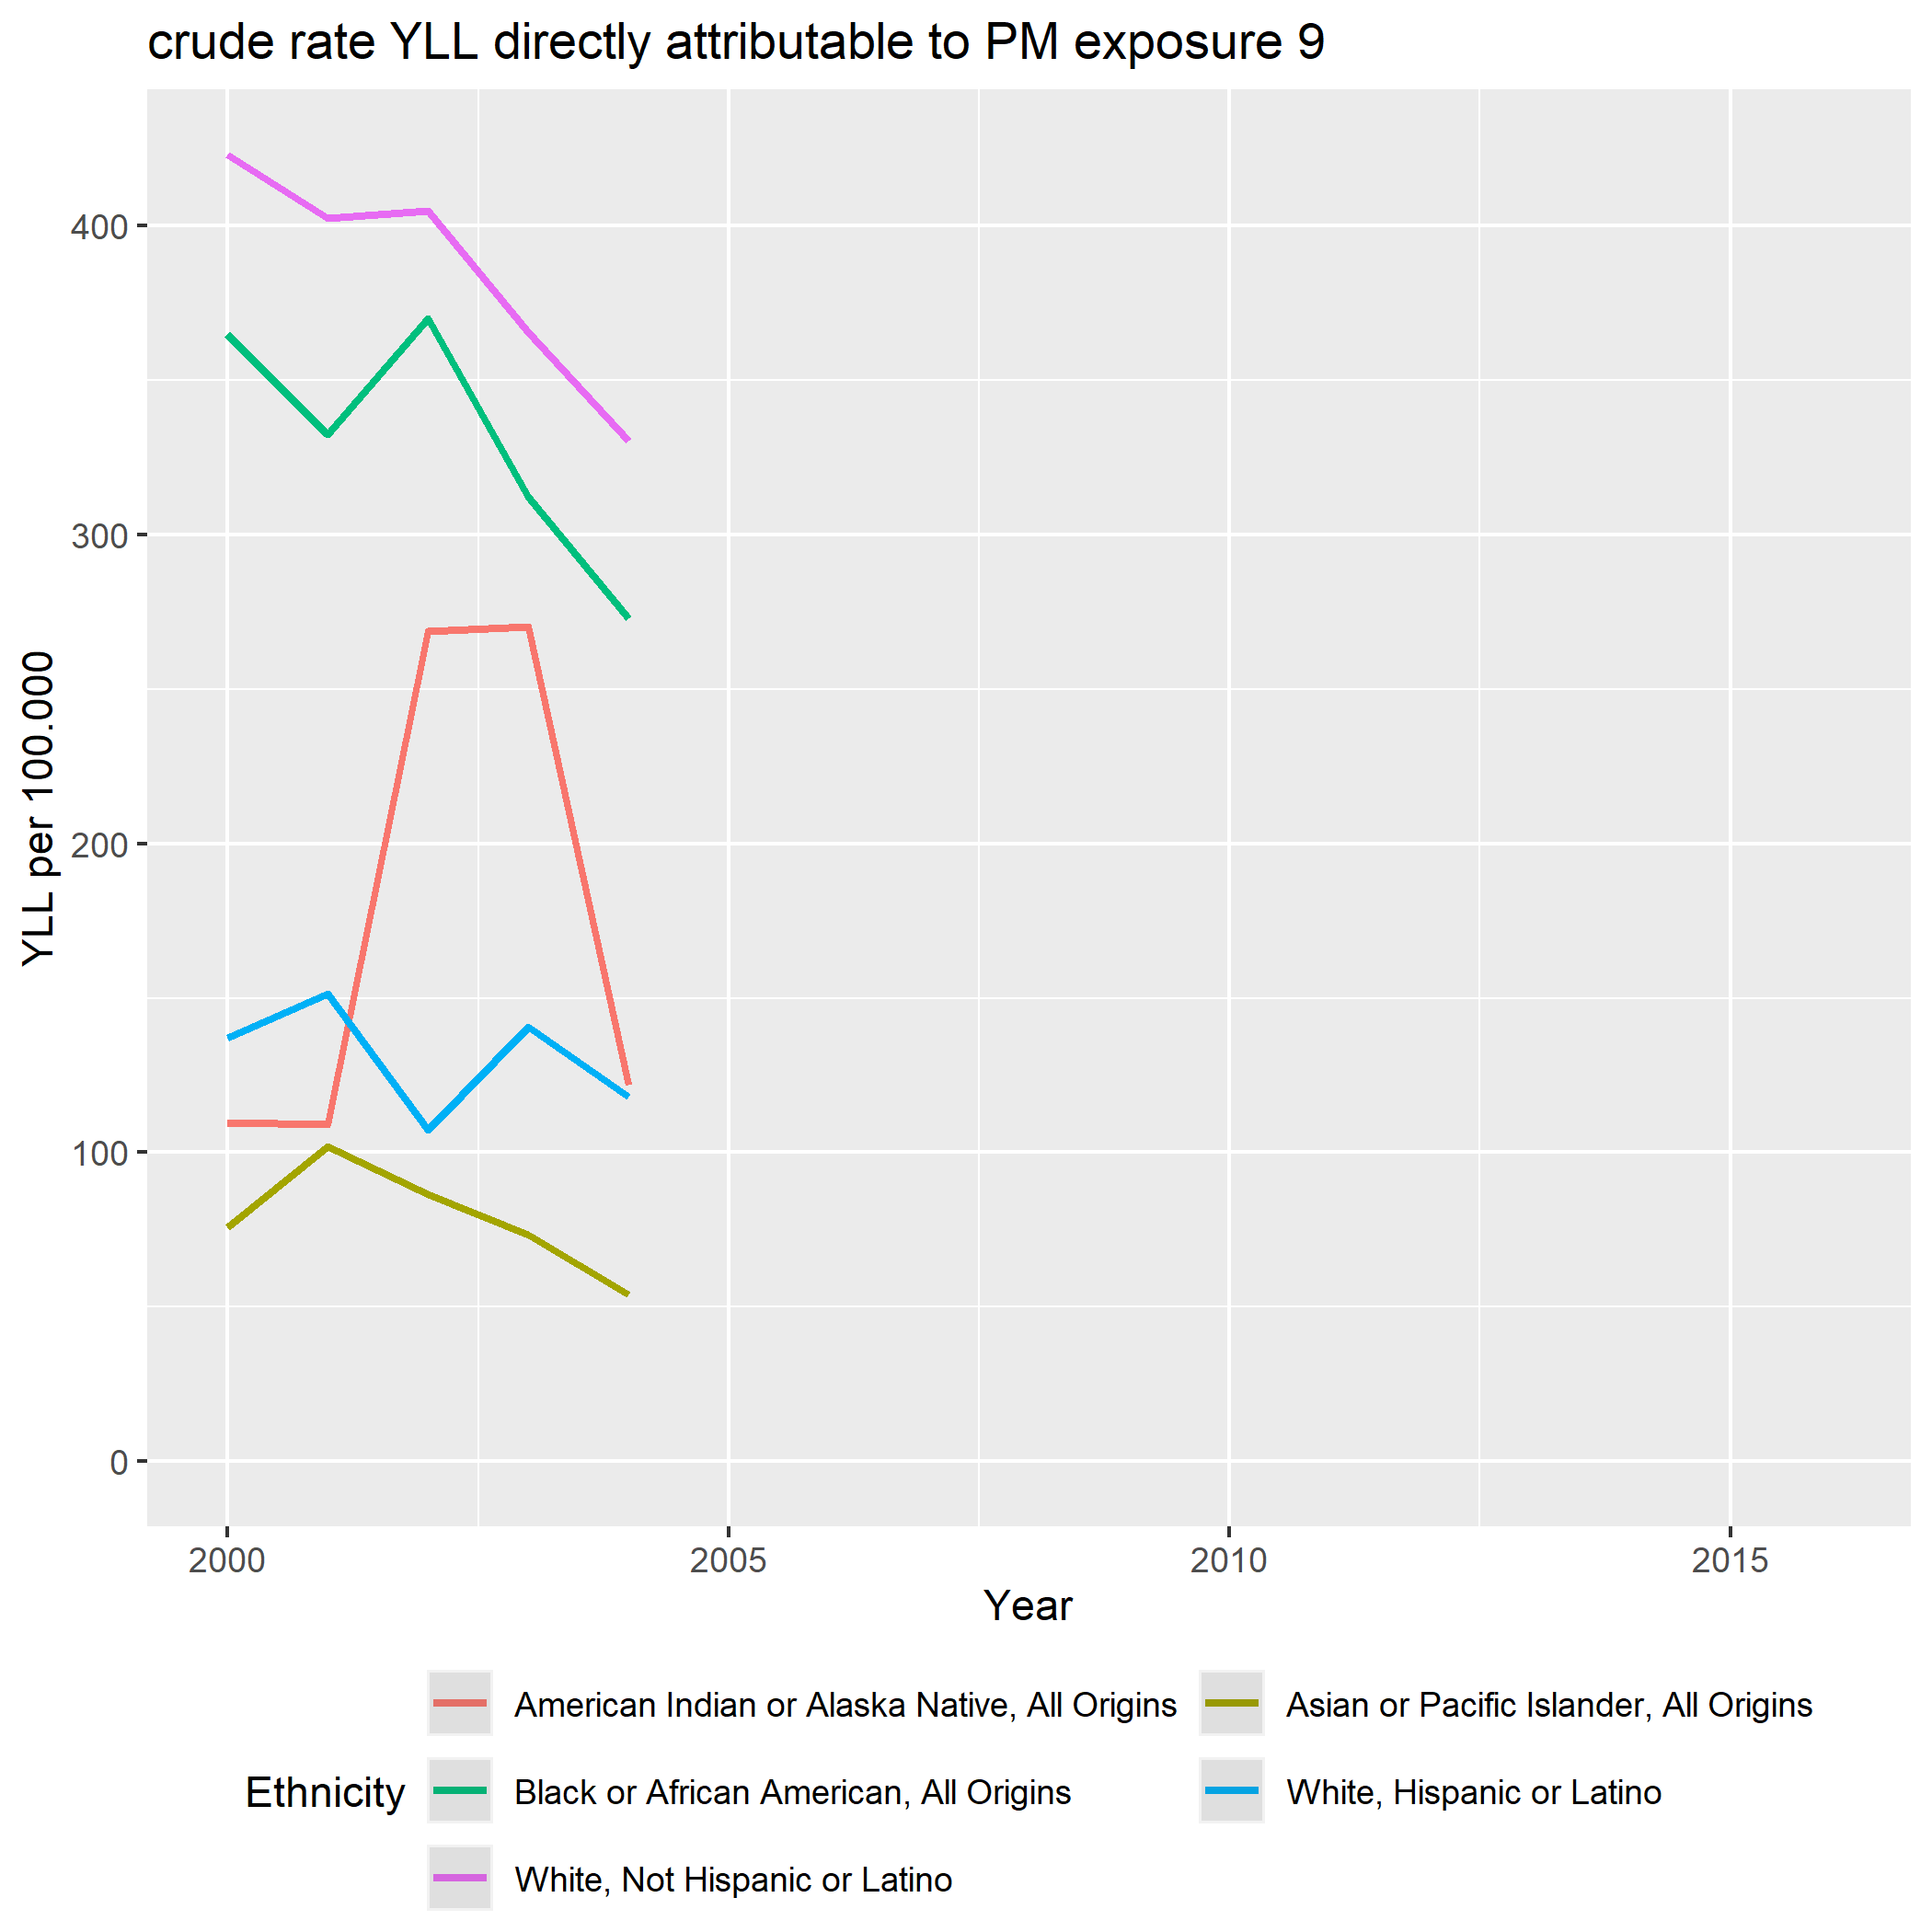 crude rate YLL directly attributable to PM exposure 9
YLL per 100.000
400
300
200
100
0
2000 2005 2010 2015
Year
Ethnicity
American Indian or Alaska Native, All Origins
Asian or Pacific Islander, All Origins
Black or African American, All Origins
White, Hispanic or Latino
White, Not Hispanic or Latino